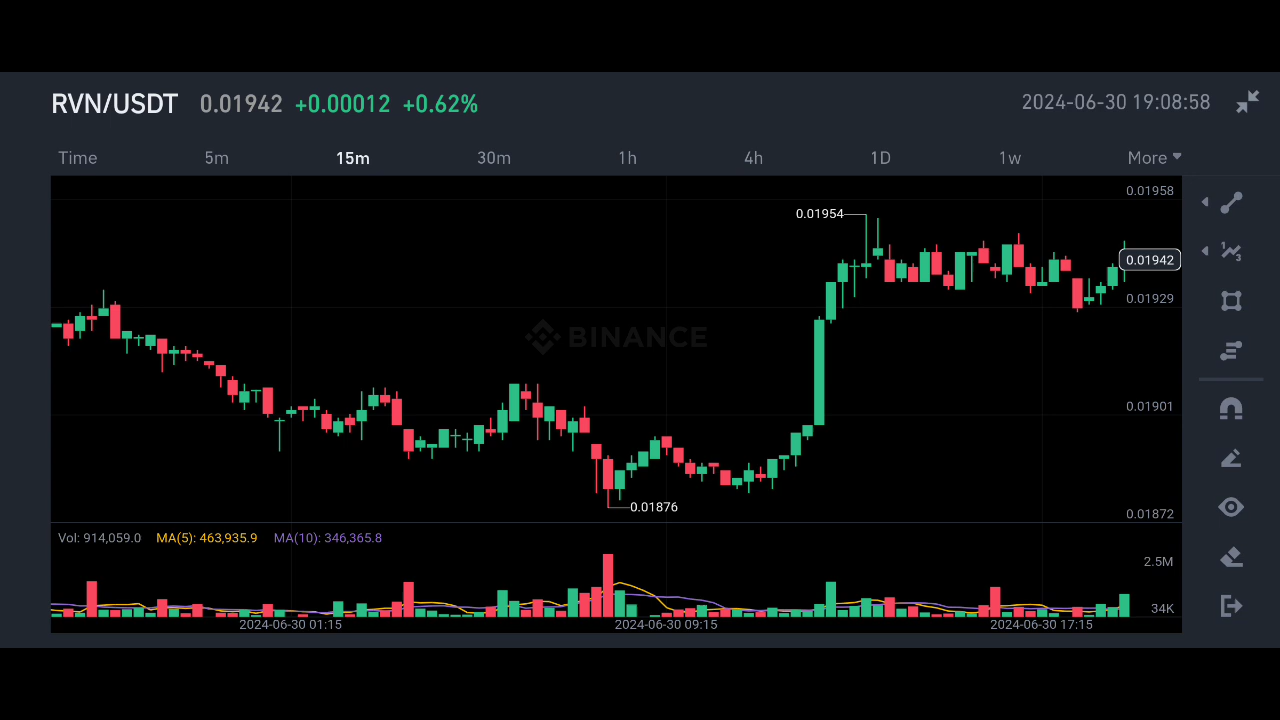 RVN/USDT 0.01942 +0.00012 +0.62% 2024-06-30 19:08:58
Time 5m 15m 30m 1h 4h 1D 1w More
0.01958
0.01954
0.01942
0.01929
BINANCE
0.01901
0.01876
0.01872
Vol: 914,059.0 MA(5): 463,935.9 MA(10): 346,365.8
2.5M
34K
2024-06-30 01:15 2024-06-30 09:15 2024-06-30 17:15